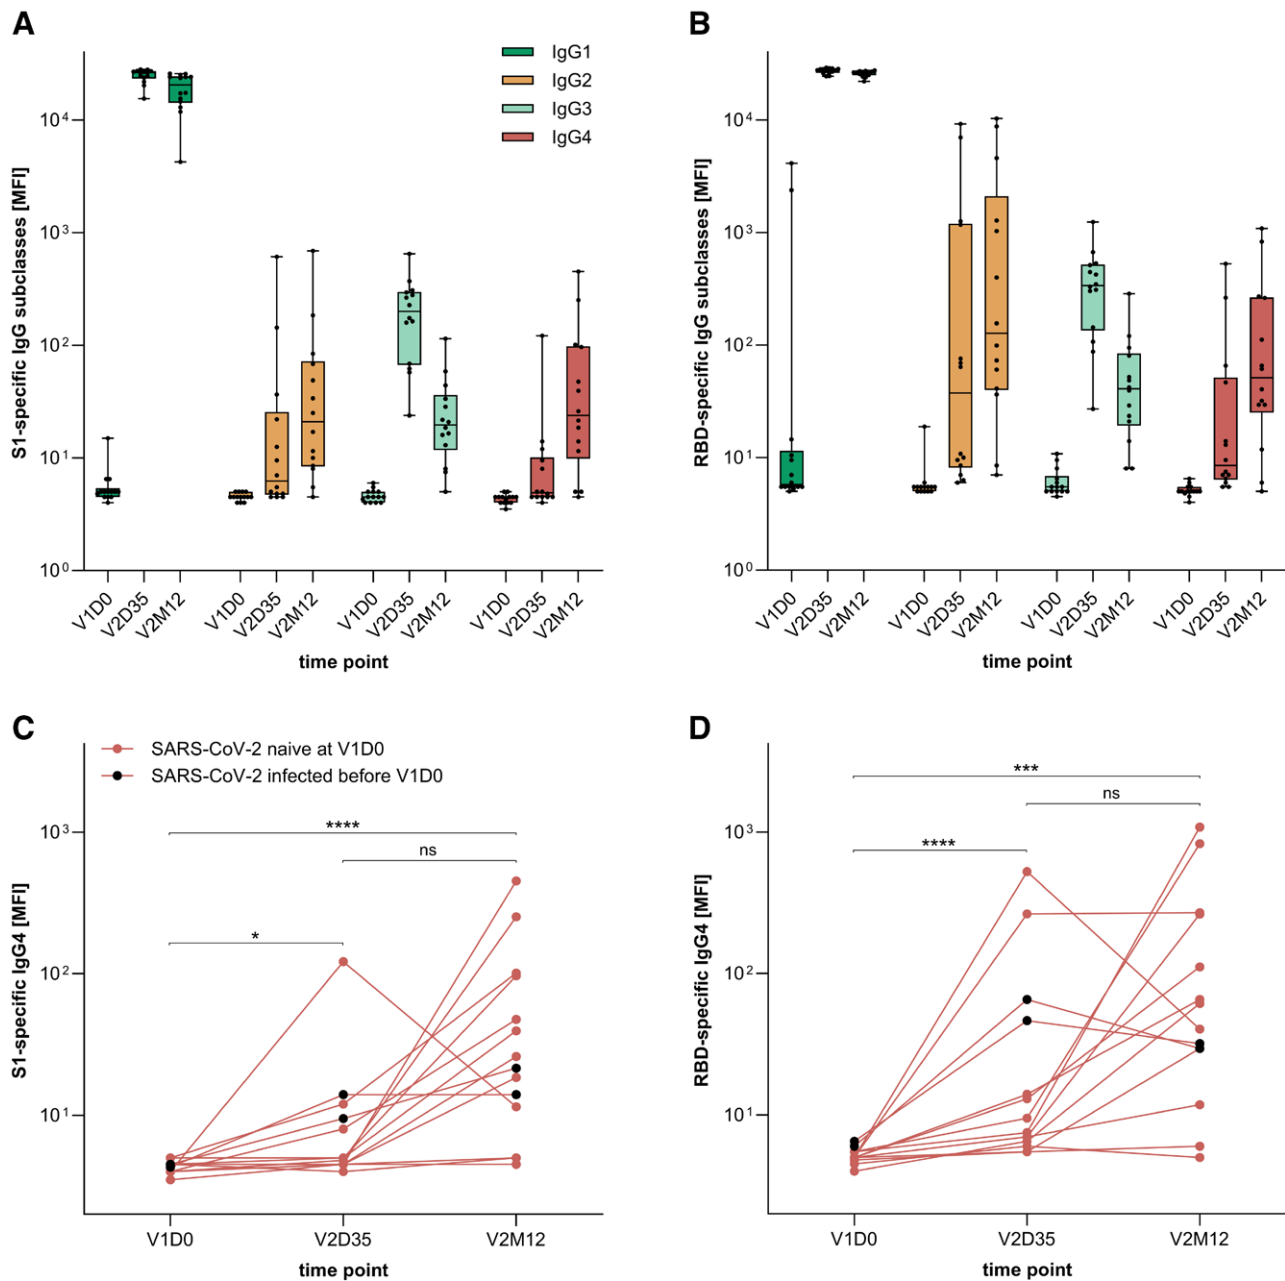 A
IgG1
IgG2
IgG3
IgG4
S1-specific IgG subclasses [MFI]
10⁴
10³
10²
10¹
10⁰
V1D0 V2D35 V2M12 V1D0 V2D35 V2M12 V1D0 V2D35 V2M12 V1D0 V2D35 V2M12
time point
B
RBD-specific IgG subclasses [MFI]
10⁴
10³
10²
10¹
10⁰
V1D0 V2D35 V2M12 V1D0 V2D35 V2M12 V1D0 V2D35 V2M12 V1D0 V2D35 V2M12
time point
C
SARS-CoV-2 naive at V1D0
SARS-CoV-2 infected before V1D0
S1-specific IgG4 [MFI]
10³
10²
10¹
****
ns
*
V1D0 V2D35 V2M12
time point
D
RBD-specific IgG4 [MFI]
10³
10²
10¹
***
ns
****
V1D0 V2D35 V2M12
time point